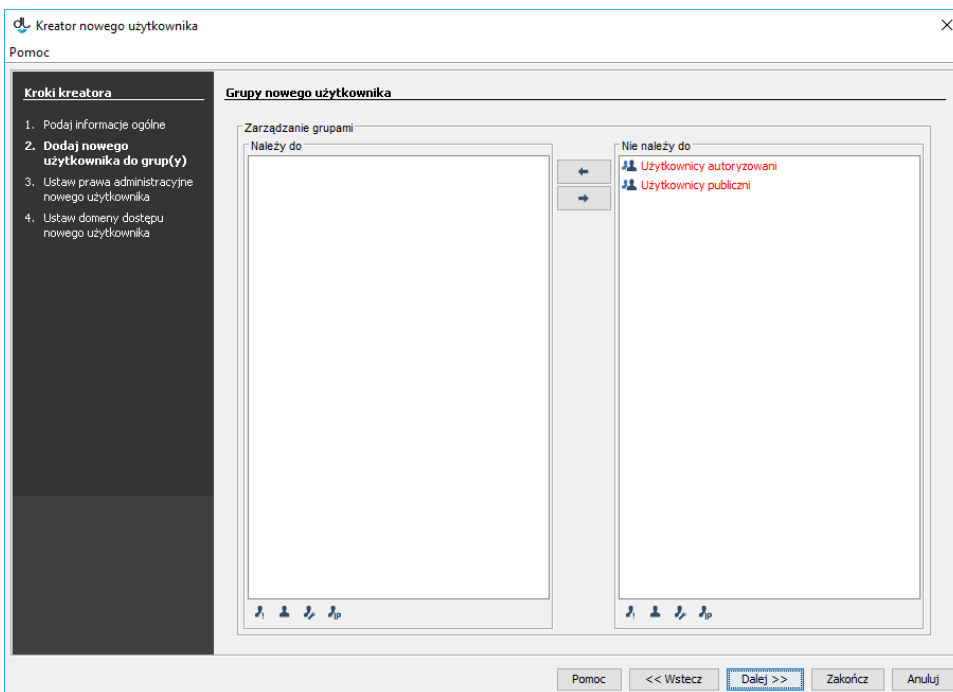 Kreator nowego użytkownika
Pomoc
Kroki kreatora
1. Podaj informacje ogólne
2. Dodaj nowego
użytkownika do grup(y)
3. Ustaw prawa administracyjne
nowego użytkownika
4. Ustaw domeny dostępu
nowego użytkownika
Grupy nowego użytkownika
Zarządzanie grupami
Należy do
Nie należy do
Użytkownicy autoryzowani
Użytkownicy publiczni
Pomoc
<< Wstecz
Dalej >>
Zakończ
Anuluj